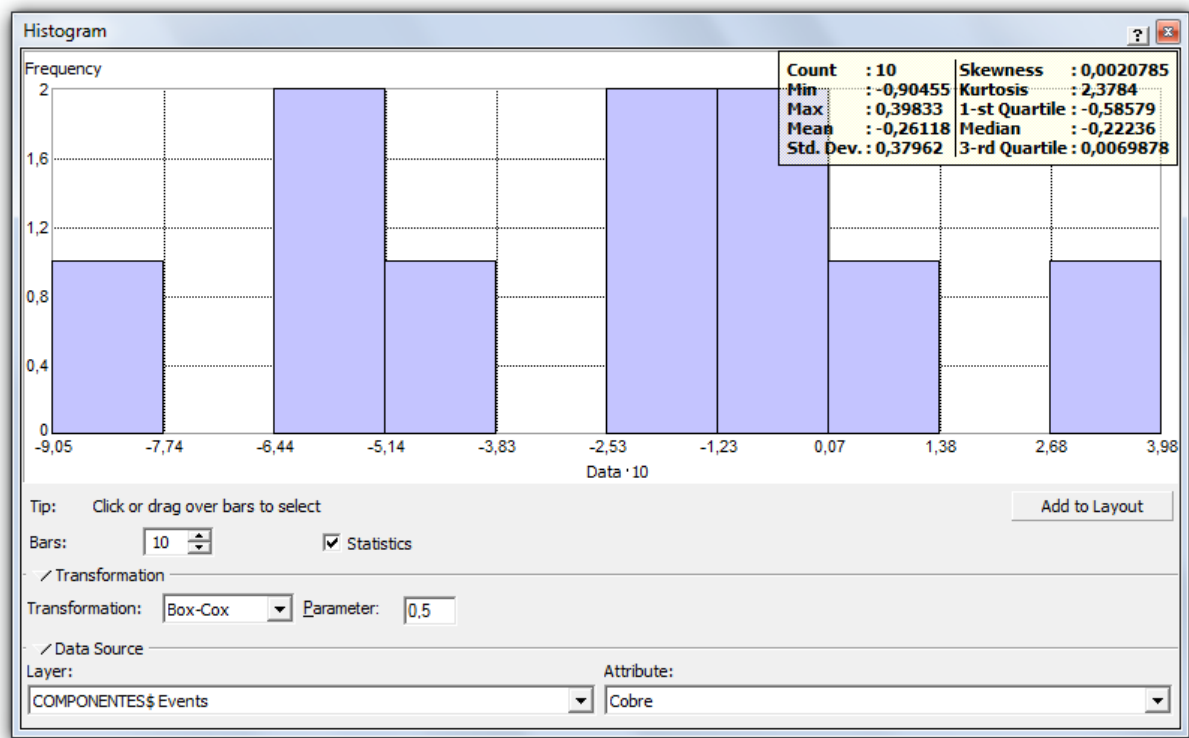 Histogram
?
Frequency
Count : 10 Skewness : 0,0020785
Min : -0,90455 Kurtosis : 2,3784
Max : 0,39833 1-st Quartile : -0,58579
Mean : -0,26118 Median : -0,22236
Std. Dev. : 0,37962 3-rd Quartile : 0,0069878
2
1,6
1,2
0,8
0,4
0
-9,05 -7,74 -6,44 -5,14 -3,83 -2,53 -1,23 0,07 1,38 2,68 3,98
Data · 10
Tip: Click or drag over bars to select Add to Layout
Bars: 10 Statistics
Transformation
Transformation: Box-Cox Parameter: 0,5
Data Source
Layer: Attribute:
COMPONENTES$ Events Cobre